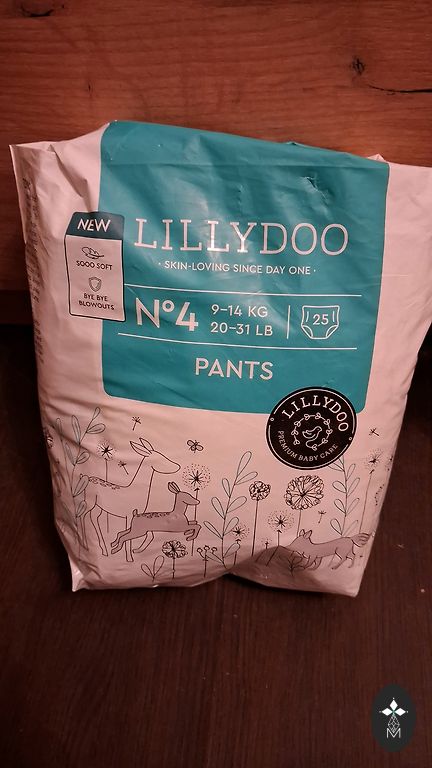 NEW
SOOO SOFT
BYE BYE
BLOWOUTS
LILLYDOO
· SKIN-LOVING SINCE DAY ONE ·
Nº4
9–14 KG
20–31 LB
25
PANTS
LILLYDOO
PREMIUM BABY CARE
M